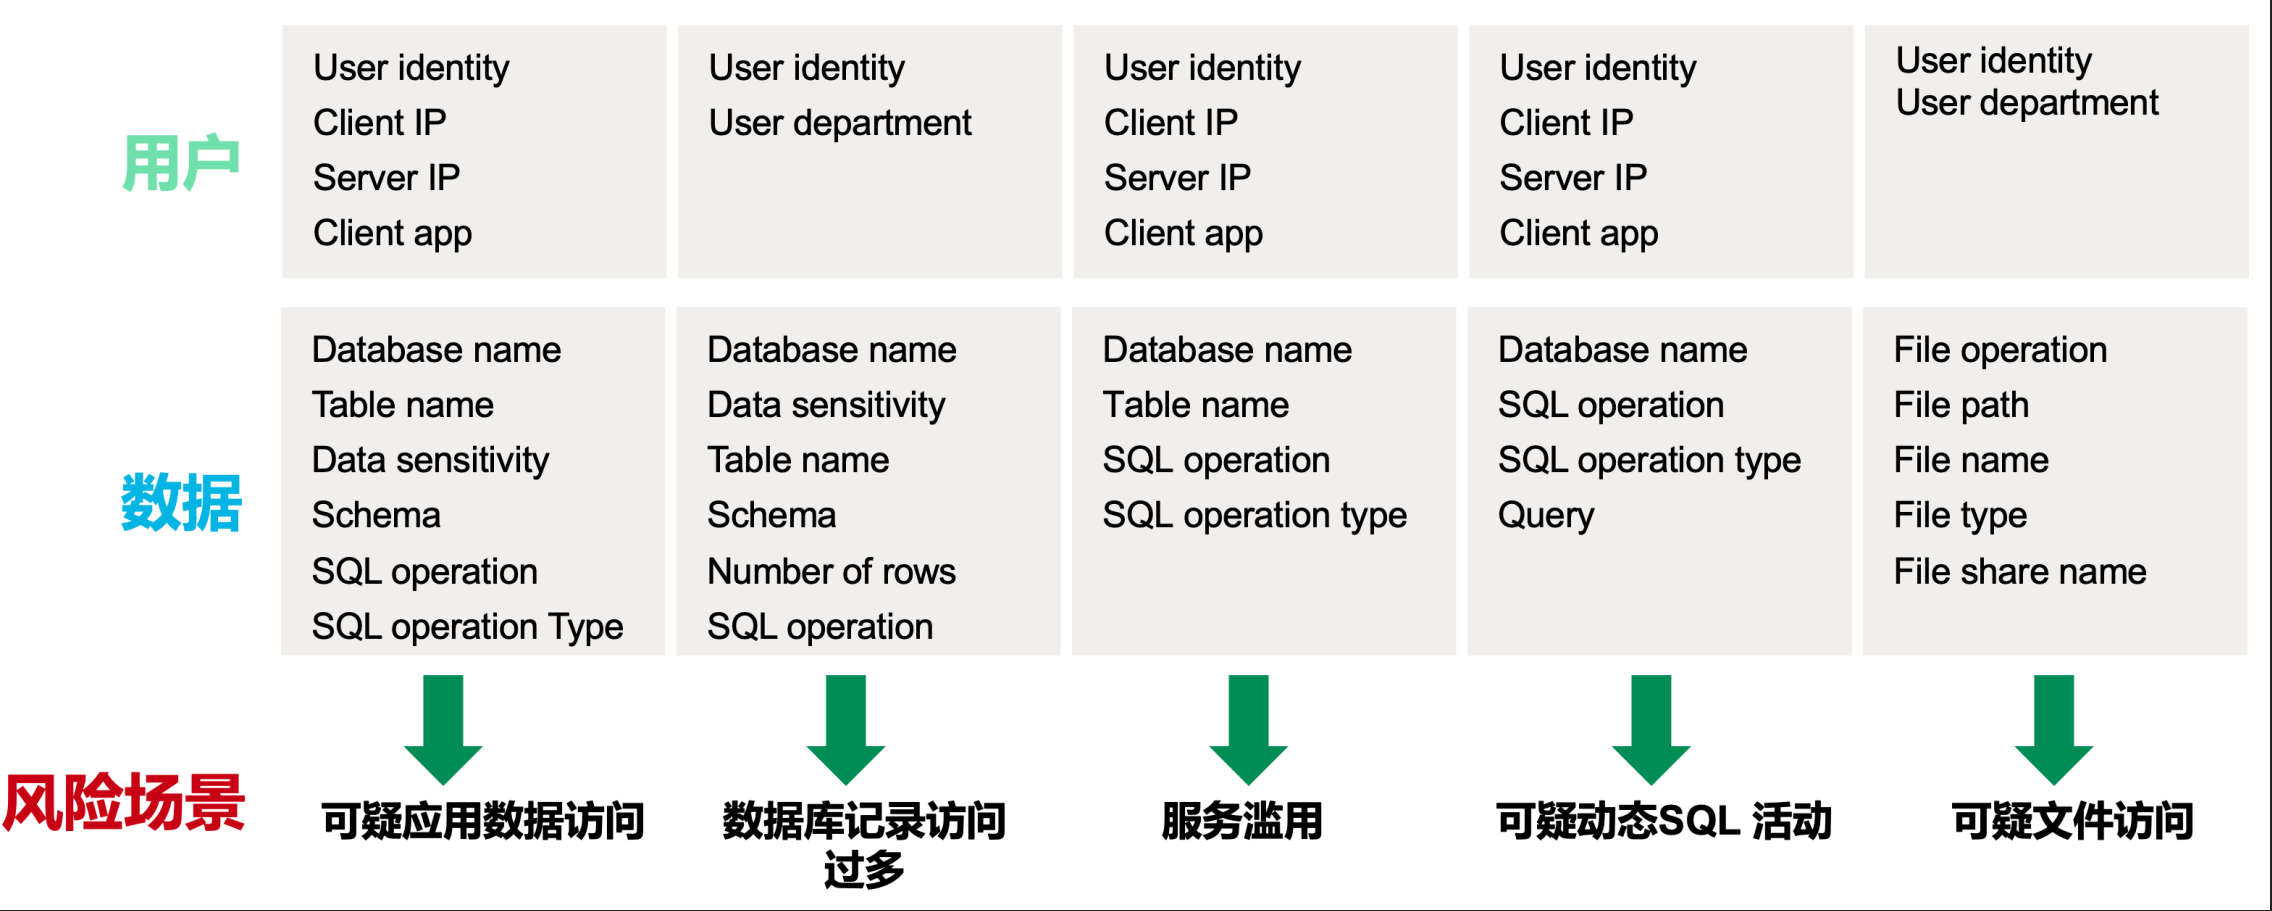 用户
User identity
Client IP
Server IP
Client app
User identity
User department
User identity
Client IP
Server IP
Client app
User identity
Client IP
Server IP
Client app
User identity
User department
数据
Database name
Table name
Data sensitivity
Schema
SQL operation
SQL operation Type
Database name
Data sensitivity
Table name
Schema
Number of rows
SQL operation
Database name
Table name
SQL operation
SQL operation type
Database name
SQL operation
SQL operation type
Query
File operation
File path
File name
File type
File share name
风险场景
可疑应用数据访问
数据库记录访问
过多
服务滥用
可疑动态SQL 活动
可疑文件访问